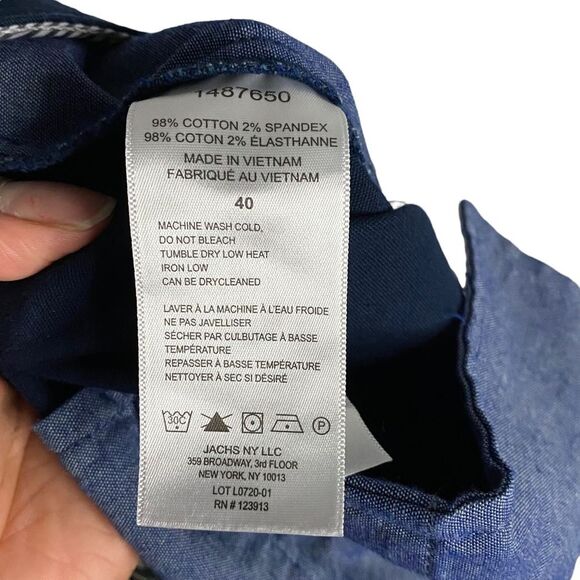 1487650
98% COTTON 2% SPANDEX
98% COTON 2% ÉLASTHANNE
MADE IN VIETNAM
FABRIQUÉ AU VIETNAM
40
MACHINE WASH COLD,
DO NOT BLEACH
TUMBLE DRY LOW HEAT
IRON LOW
CAN BE DRYCLEANED
LAVER À LA MACHINE À L'EAU FROIDE
NE PAS JAVELLISER
SÉCHER PAR CULBUTAGE À BASSE
TEMPÉRATURE
REPASSER À BASSE TEMPÉRATURE
NETTOYER À SEC SI DÉSIRÉ
30C P
JACHS NY LLC
359 BROADWAY, 3rd FLOOR
NEW YORK, NY 10013
LOT L0720-01
RN # 123913